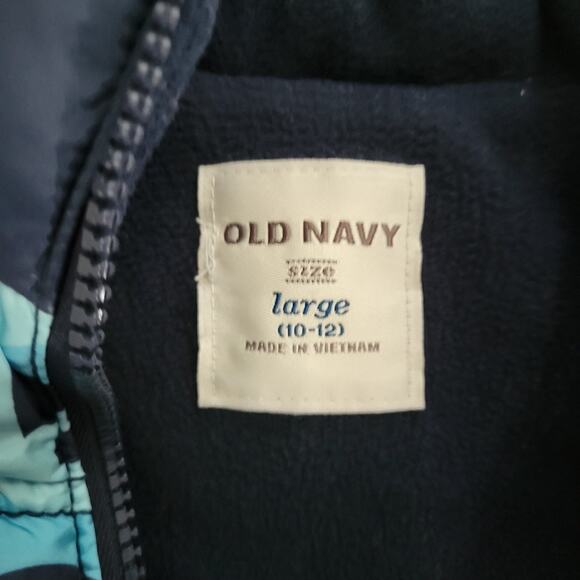 OLD NAVY
size
large
(10-12)
MADE IN VIETNAM